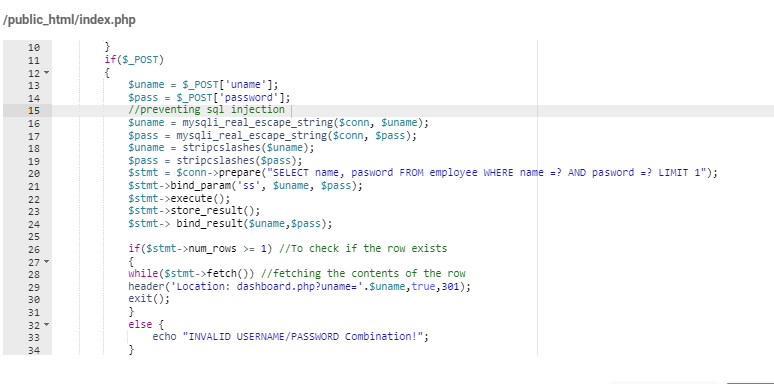 /public_html/index.php
10 }
11 if($_POST)
12 {
13 $uname = $_POST['uname'];
14 $pass = $_POST['password'];
15 //preventing sql injection
16 $uname = mysqli_real_escape_string($conn, $uname);
17 $pass = mysqli_real_escape_string($conn, $pass);
18 $uname = stripcslashes($uname);
19 $pass = stripcslashes($pass);
20 $stmt = $conn->prepare("SELECT name, pasword FROM employee WHERE name =? AND pasword =? LIMIT 1");
21 $stmt->bind_param('ss', $uname, $pass);
22 $stmt->execute();
23 $stmt->store_result();
24 $stmt-> bind_result($uname,$pass);
25
26 if($stmt->num_rows >= 1) //To check if the row exists
27 {
28 while($stmt->fetch()) //fetching the contents of the row
29 header('Location: dashboard.php?uname='.$uname,true,301);
30 exit();
31 }
32 else {
33 echo "INVALID USERNAME/PASSWORD Combination!";
34 }